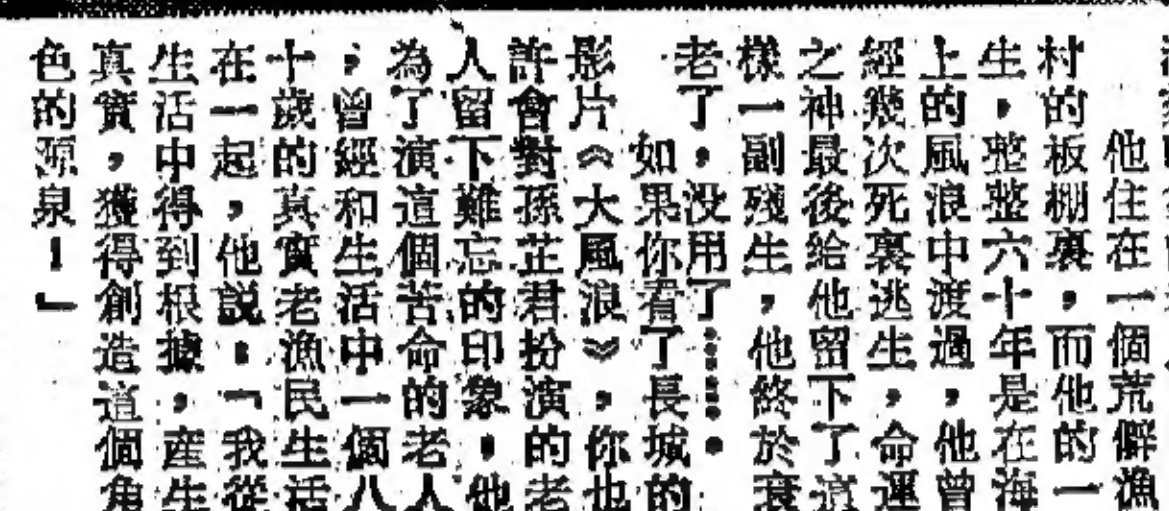 他住在一個荒僻漁
村的板棚裏，而他的一
生，整整六十年是在海
上的風浪中渡過，他曾
經幾次死裏逃生，命運
之神最後給他留下了這
樣一副殘生，他終於衰
老了，没用了……。
如果你看了長城的
影片《大風浪》，你也
許會對孫芷君扮演的老
人留下難忘的印象，他
為了演這個苦命的老人
，曾經和生活中一個八
十歲的真實老漁民生活
在一起，他説：「我從
生活中得到根據，産生
真實，獲得創造這個角
色的源泉！」